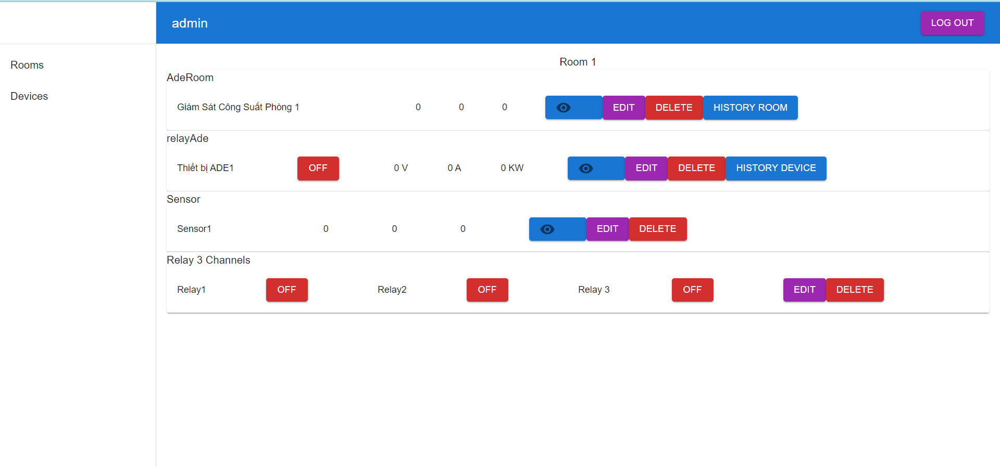 admin LOG OUT
Rooms
Devices
Room 1
AdeRoom
Giám Sát Công Suất Phòng 1 0 0 0 EDIT DELETE HISTORY ROOM
relayAde
Thiết bị ADE1 OFF 0 V 0 A 0 KW EDIT DELETE HISTORY DEVICE
Sensor
Sensor1 0 0 0 EDIT DELETE
Relay 3 Channels
Relay1 OFF Relay2 OFF Relay 3 OFF EDIT DELETE